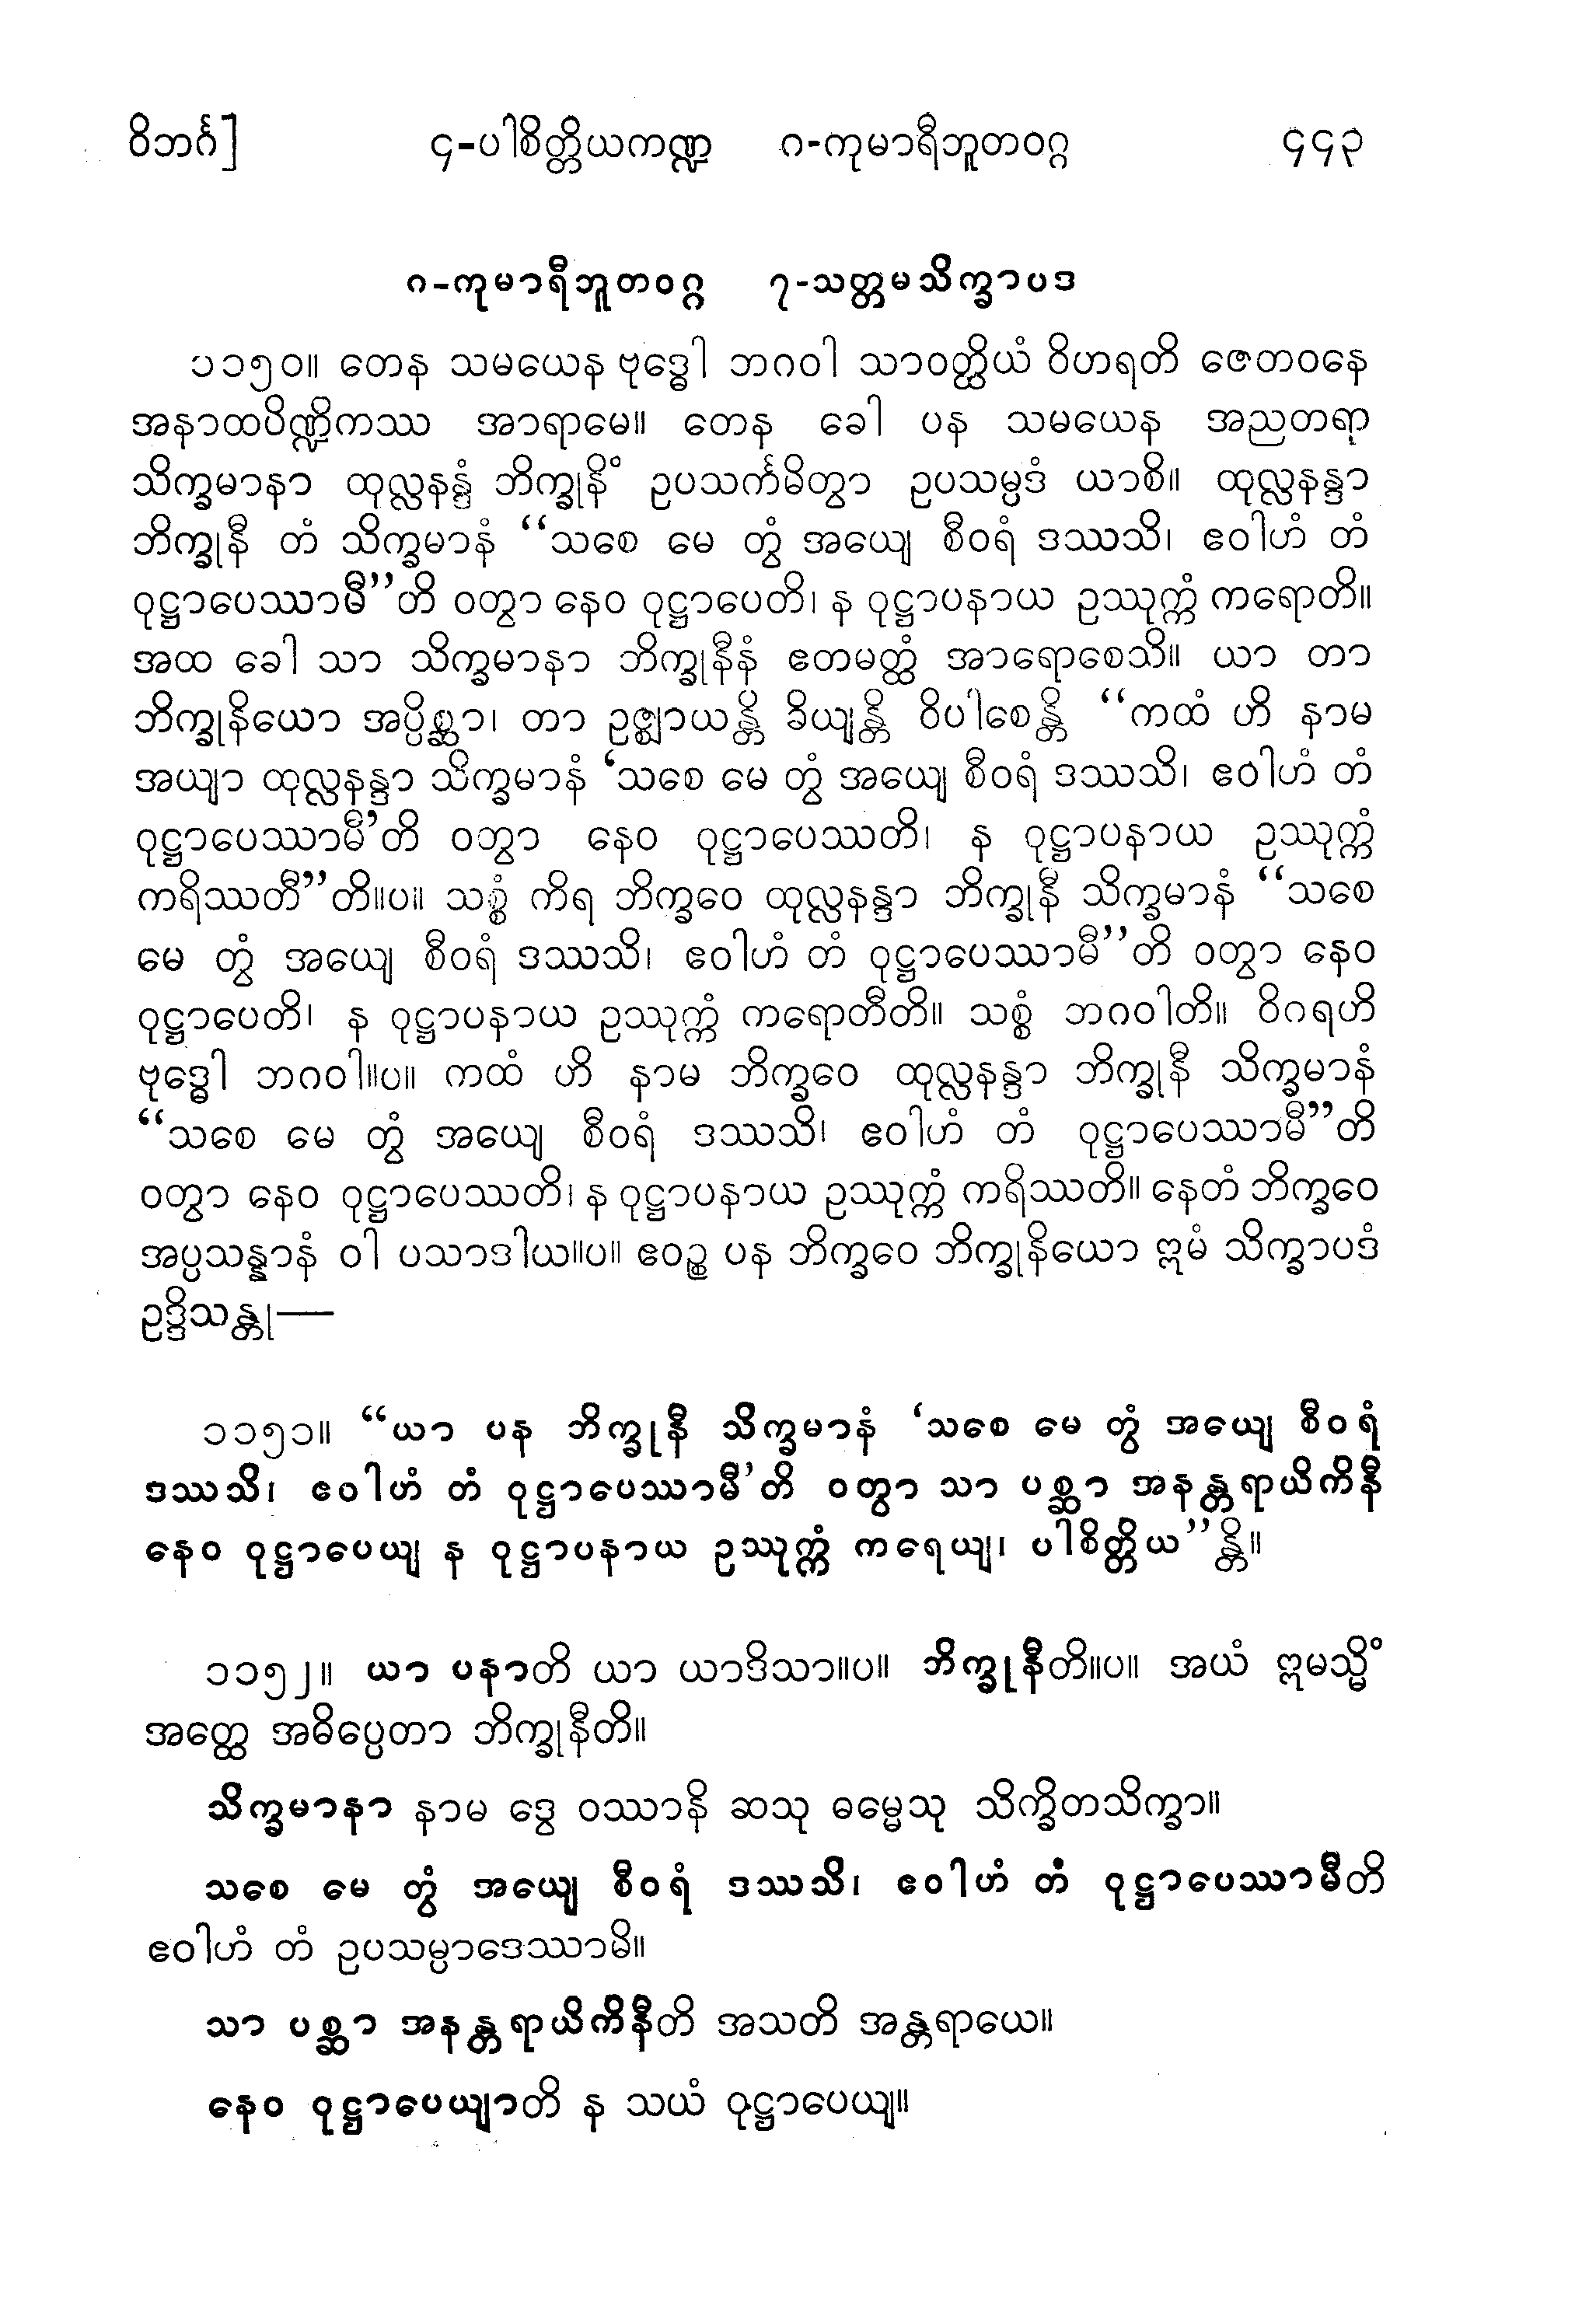 ဝိဘင်္ဂ] ၄-ပါစိတ္တိယကဏ္ဍ ဂ-ကုမာရီဘူတဝဂ္ဂ ၄၄၃
ဂ-ကုမာရီဘူတဝဂ္ဂ ၇-သတ္တမသိက္ခာပဒ
၁၁၅၀။ တေန သမယေန ဗုဒ္ဓေါ ဘဂဝါ သာဝတ္ထိယံ ဝိဟရတိ ဇေတဝနေ
အနာထပိဏ္ဍိကဿ အာရာမေ။ တေန ခေါ ပန သမယေန အညတရာ
သိက္ခမာနာ ထုလ္လနန္ဒံ ဘိက္ခုနိံ ဥပသင်္ကမိတွာ ဥပသမ္ပဒံ ယာစိ။ ထုလ္လနန္ဒာ
ဘိက္ခုနီ တံ သိက္ခမာနံ “သစေ မေ တွံ အယျေ စီဝရံ ဒဿသိ၊ ဧဝါဟံ တံ
ဝုဋ္ဌာပေဿာမီ”တိ ဝတွာ နေဝ ဝုဋ္ဌာပေတိ၊ န ဝုဋ္ဌာပနာယ ဥဿုက္ကံ ကရောတိ။
အထ ခေါ သာ သိက္ခမာနာ ဘိက္ခုနီနံ ဧတမတ္ထံ အာရောစေသိ။ ယာ တာ
ဘိက္ခုနိယော အပ္ပိစ္ဆာ၊ တာ ဥဇ္ဈာယန္တိ ခိယျန္တိ ဝိပါစေန္တိ “ကထံ ဟိ နာမ
အယျာ ထုလ္လနန္ဒာ သိက္ခမာနံ ‘သစေ မေ တွံ အယျေ စီဝရံ ဒဿသိ၊ ဧဝါဟံ တံ
ဝုဋ္ဌာပေဿာမီ’တိ ဝတွာ နေဝ ဝုဋ္ဌာပေဿတိ၊ န ဝုဋ္ဌာပနာယ ဥဿုက္ကံ
ကရိဿတီ”တိ။ပ။ သစ္စံ ကိရ ဘိက္ခဝေ ထုလ္လနန္ဒာ ဘိက္ခုနီ သိက္ခမာနံ “သစေ
မေ တွံ အယျေ စီဝရံ ဒဿသိ၊ ဧဝါဟံ တံ ဝုဋ္ဌာပေဿာမီ”တိ ဝတွာ နေဝ
ဝုဋ္ဌာပေတိ၊ န ဝုဋ္ဌာပနာယ ဥဿုက္ကံ ကရောတီတိ။ သစ္စံ ဘဂဝါတိ။ ဝိဂရဟိ
ဗုဒ္ဓေါ ဘဂဝါ။ပ။ ကထံ ဟိ နာမ ဘိက္ခဝေ ထုလ္လနန္ဒာ ဘိက္ခုနီ သိက္ခမာနံ
“သစေ မေ တွံ အယျေ စီဝရံ ဒဿသိ၊ ဧဝါဟံ တံ ဝုဋ္ဌာပေဿာမီ”တိ
ဝတွာ နေဝ ဝုဋ္ဌာပေဿတိ၊ န ဝုဋ္ဌာပနာယ ဥဿုက္ကံ ကရိဿတိ။ နေတံ ဘိက္ခဝေ
အပ္ပသန္နာနံ ဝါ ပသာဒါယ။ပ။ ဧဝဉ္စ ပန ဘိက္ခဝေ ဘိက္ခုနိယော ဣမံ သိက္ခာပဒံ
ဥဒ္ဒိသန္တု—
၁၁၅၁။ “ယာ ပန ဘိက္ခုနီ သိက္ခမာနံ ‘သစေ မေ တွံ အယျေ စီဝရံ
ဒဿသိ၊ ဧဝါဟံ တံ ဝုဋ္ဌာပေဿာမီ’တိ ဝတွာ သာ ပစ္ဆာ အနန္တရာယိကိနီ
နေဝ ဝုဋ္ဌာပေယျ န ဝုဋ္ဌာပနာယ ဥဿုက္ကံ ကရေယျ၊ ပါစိတ္တိယ”န္တိ။
၁၁၅၂။ ယာ ပနာတိ ယာ ယာဒိသာ။ပ။ ဘိက္ခုနီတိ။ပ။ အယံ ဣမသ္မိံ
အတ္ထေ အဓိပ္ပေတာ ဘိက္ခုနီတိ။
သိက္ခမာနာ နာမ ဒွေ ဝဿာနိ ဆသု ဓမ္မေသု သိက္ခိတသိက္ခာ။
သစေ မေ တွံ အယျေ စီဝရံ ဒဿသိ၊ ဧဝါဟံ တံ ဝုဋ္ဌာပေဿာမီတိ
ဧဝါဟံ တံ ဥပသမ္ပာဒေဿာမိ။
သာ ပစ္ဆာ အနန္တရာယိကိနီတိ အသတိ အန္တရာယေ။
နေဝ ဝုဋ္ဌာပေယျာတိ န သယံ ဝုဋ္ဌာပေယျ။